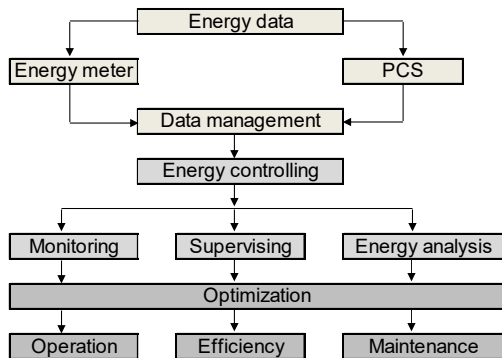 Energy data
Energy meter
PCS
Data management
Energy controlling
Monitoring
Supervising
Energy analysis
Optimization
Operation
Efficiency
Maintenance